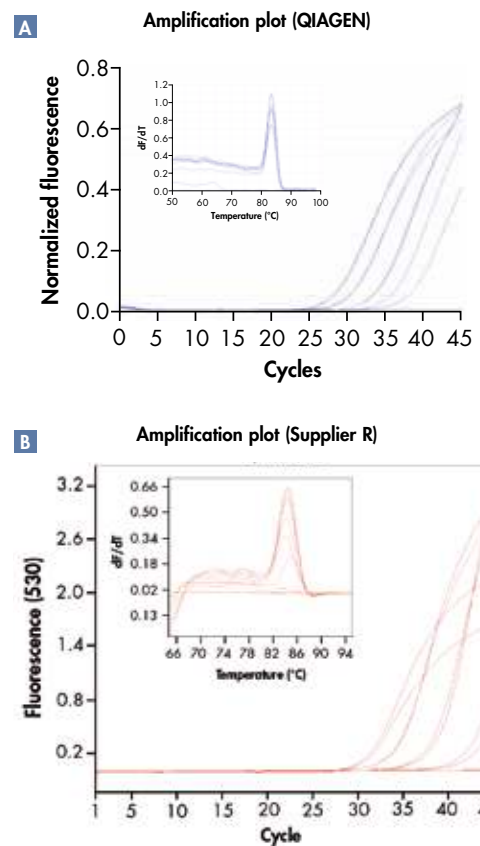 A
Amplification plot (QIAGEN)
Normalized fluorescence
0.8
0.6
0.4
0.2
0.0
0 5 10 15 20 25 30 35 40 45
Cycles
dF/dT
1.2
1.0
0.8
0.6
0.4
0.2
0.0
50 60 70 80 90 100
Temperature (°C)
B
Amplification plot (Supplier R)
Fluorescence (530)
3.2
2.6
2.0
1.4
0.8
0.2
1 5 10 15 20 25 30 35 40
Cycle
dF/dT
0.66
0.50
0.34
0.18
0.02
0.13
66 70 74 78 82 86 90 94
Temperature (°C)